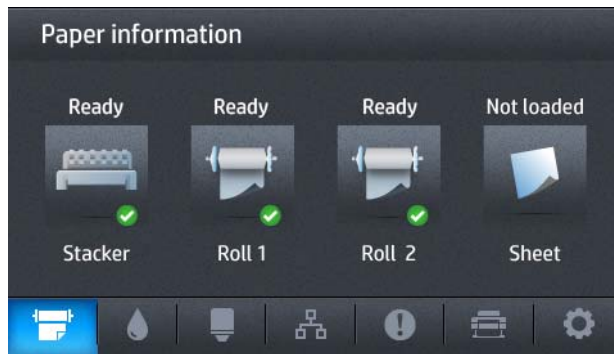 Paper information
Ready Ready Ready Not loaded
Stacker Roll 1 Roll 2 Sheet